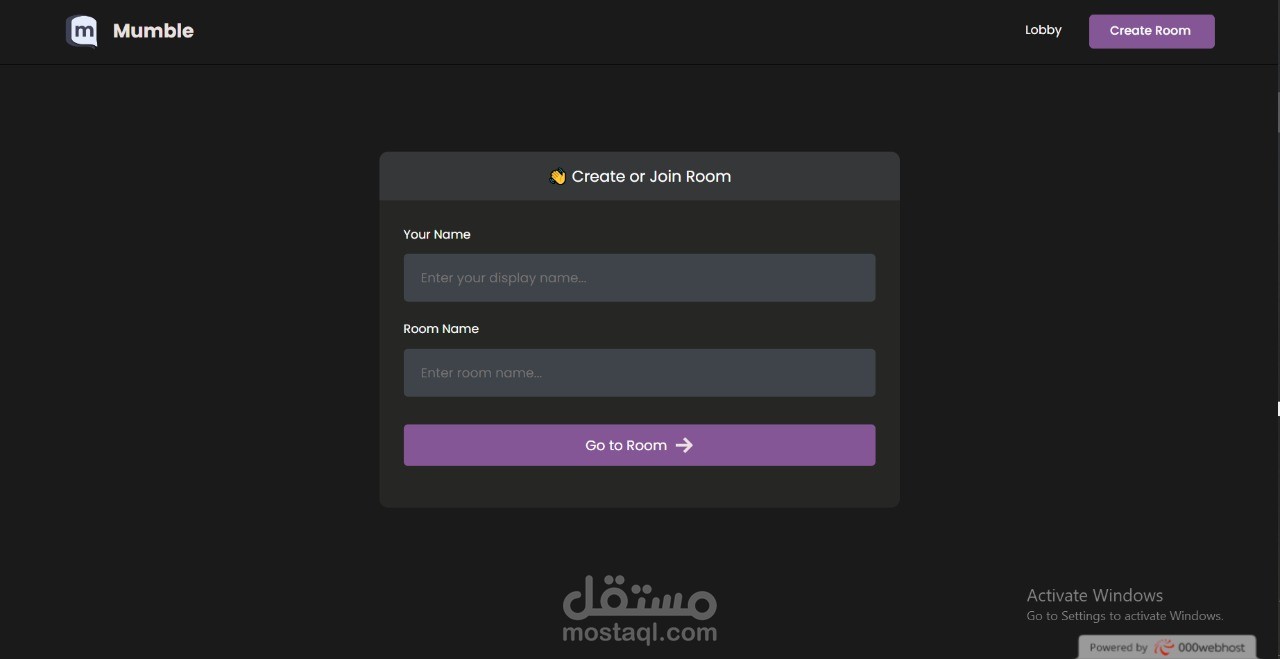 m Mumble
Lobby
Create Room
👋 Create or Join Room
Your Name
Enter your display name...
Room Name
Enter room name...
Go to Room →
مستقل
mostaql.com
Activate Windows
Go to Settings to activate Windows.
Powered by 000webhost